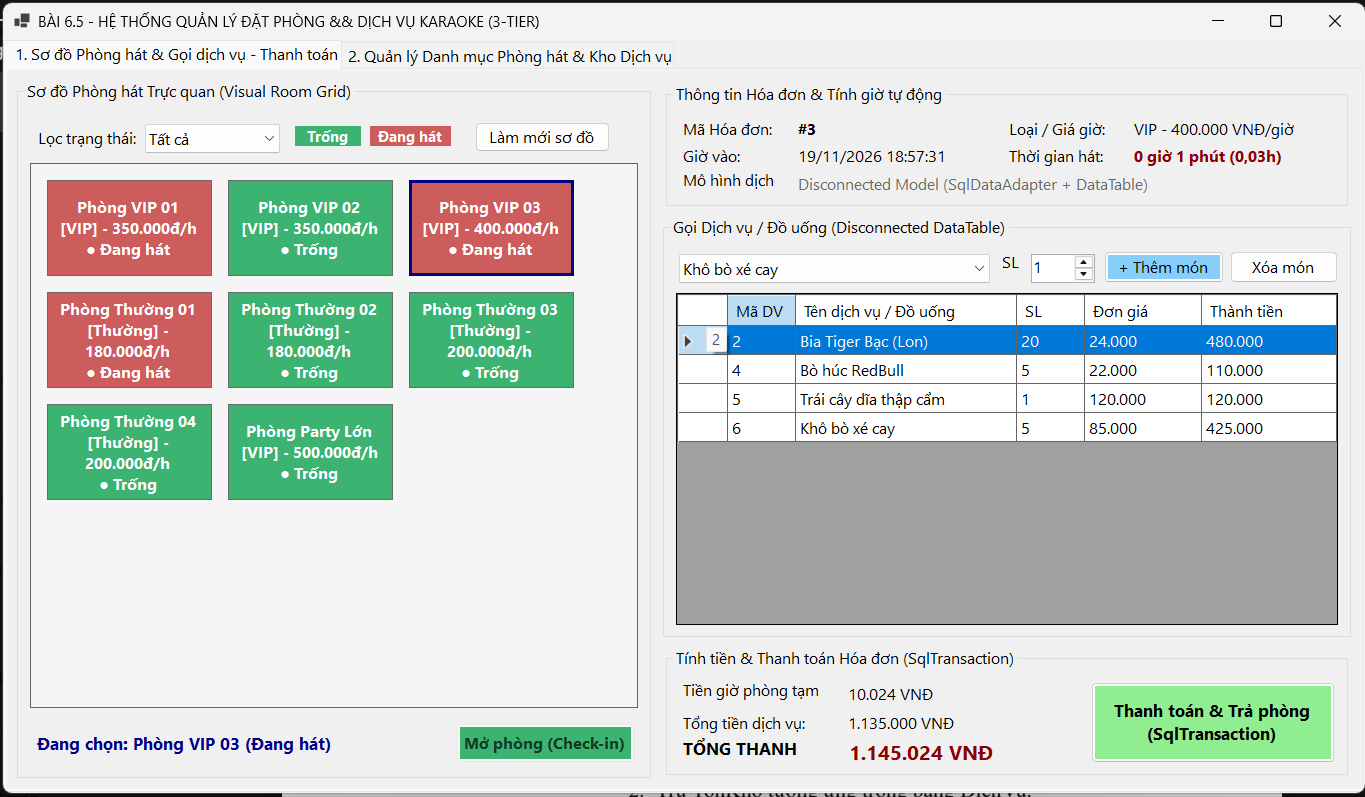 BÀI 6.5 - HỆ THỐNG QUẢN LÝ ĐẶT PHÒNG && DỊCH VỤ KARAOKE (3-TIER)
1. Sơ đồ Phòng hát & Gọi dịch vụ - Thanh toán
2. Quản lý Danh mục Phòng hát & Kho Dịch vụ
Sơ đồ Phòng hát Trực quan (Visual Room Grid)
Lọc trạng thái: Tất cả Trống Đang hát Làm mới sơ đồ
Phòng VIP 01
[VIP] - 350.000đ/h
● Đang hát
Phòng VIP 02
[VIP] - 350.000đ/h
● Trống
Phòng VIP 03
[VIP] - 400.000đ/h
● Đang hát
Phòng Thường 01
[Thường] -
180.000đ/h
● Đang hát
Phòng Thường 02
[Thường] -
180.000đ/h
● Trống
Phòng Thường 03
[Thường] -
200.000đ/h
● Trống
Phòng Thường 04
[Thường] -
200.000đ/h
● Trống
Phòng Party Lớn
[VIP] - 500.000đ/h
● Trống
Đang chọn: Phòng VIP 03 (Đang hát)
Mở phòng (Check-in)
Thông tin Hóa đơn & Tính giờ tự động
Mã Hóa đơn: #3 Loại / Giá giờ: VIP - 400.000 VNĐ/giờ
Giờ vào: 19/11/2026 18:57:31 Thời gian hát: 0 giờ 1 phút (0,03h)
Mô hình dịch Disconnected Model (SqlDataAdapter + DataTable)
Gọi Dịch vụ / Đồ uống (Disconnected DataTable)
Khô bò xé cay SL 1 + Thêm món Xóa món
Mã DV Tên dịch vụ / Đồ uống SL Đơn giá Thành tiền
2 2 Bia Tiger Bạc (Lon) 20 24.000 480.000
4 Bò húc RedBull 5 22.000 110.000
5 Trái cây dĩa thập cẩm 1 120.000 120.000
6 Khô bò xé cay 5 85.000 425.000
Tính tiền & Thanh toán Hóa đơn (SqlTransaction)
Tiền giờ phòng tạm 10.024 VNĐ
Tổng tiền dịch vụ: 1.135.000 VNĐ
TỔNG THANH 1.145.024 VNĐ
Thanh toán & Trả phòng
(SqlTransaction)